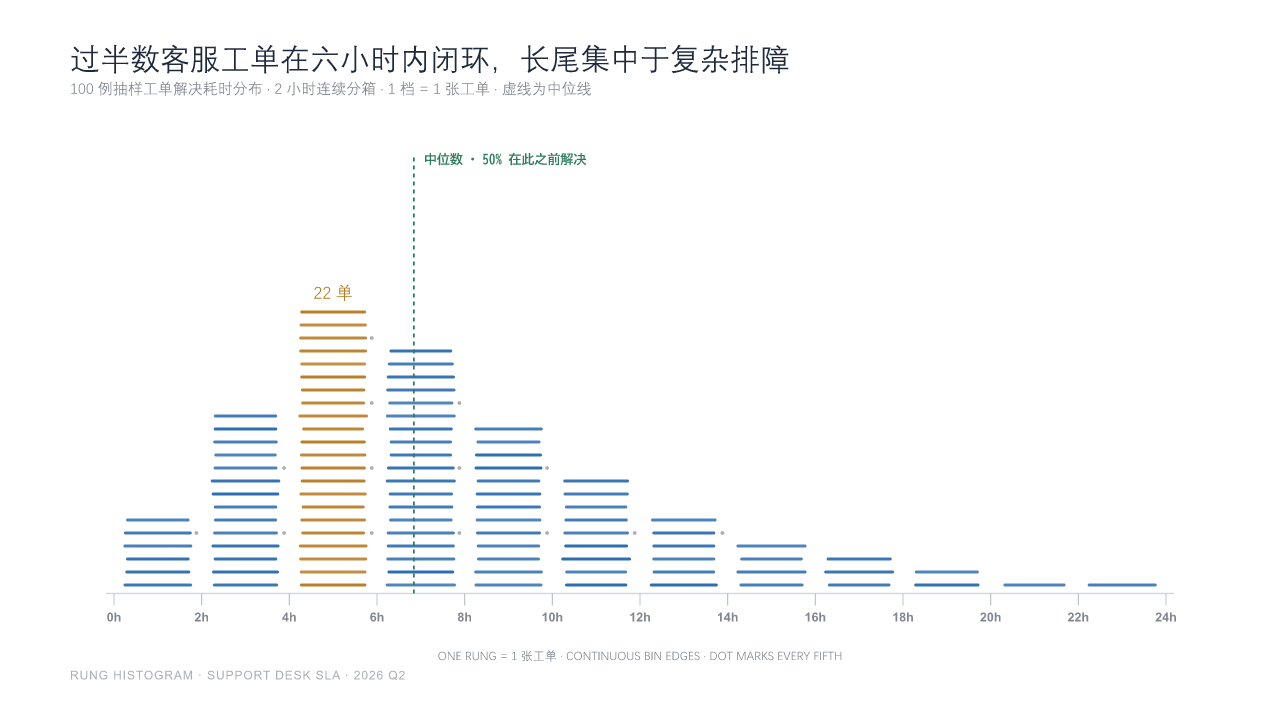 过半数客服工单在六小时内闭环，长尾集中于复杂排障
100 例抽样工单解决耗时分布 · 2 小时连续分箱 · 1 档 = 1 张工单 · 虚线为中位线
中位数 · 50% 在此之前解决
22 单
0h 2h 4h 6h 8h 10h 12h 14h 16h 18h 20h 22h 24h
ONE RUNG = 1 张工单 · CONTINUOUS BIN EDGES · DOT MARKS EVERY FIFTH
RUNG HISTOGRAM · SUPPORT DESK SLA · 2026 Q2